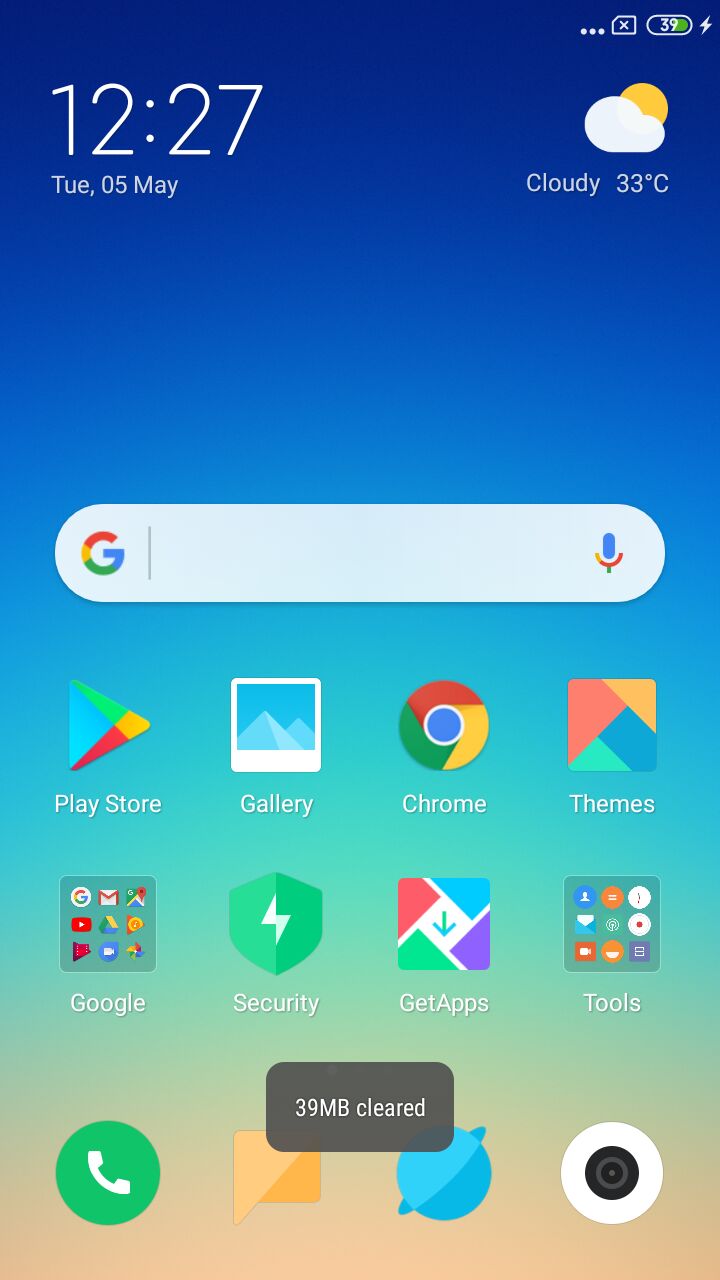 39
12:27
Tue, 05 May
Cloudy 33°C
Play Store
Gallery
Chrome
Themes
Google
Security
GetApps
Tools
39MB cleared